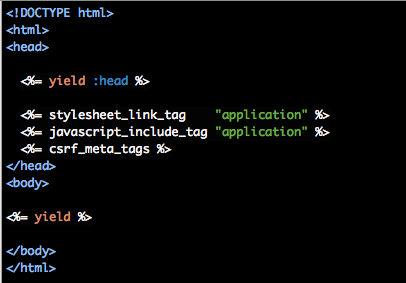 <!DOCTYPE html>
<html>
<head>

  <%= yield :head %>

  <%= stylesheet_link_tag    "application" %>
  <%= javascript_include_tag "application" %>
  <%= csrf_meta_tags %>
</head>
<body>

<%= yield %>

</body>
</html>